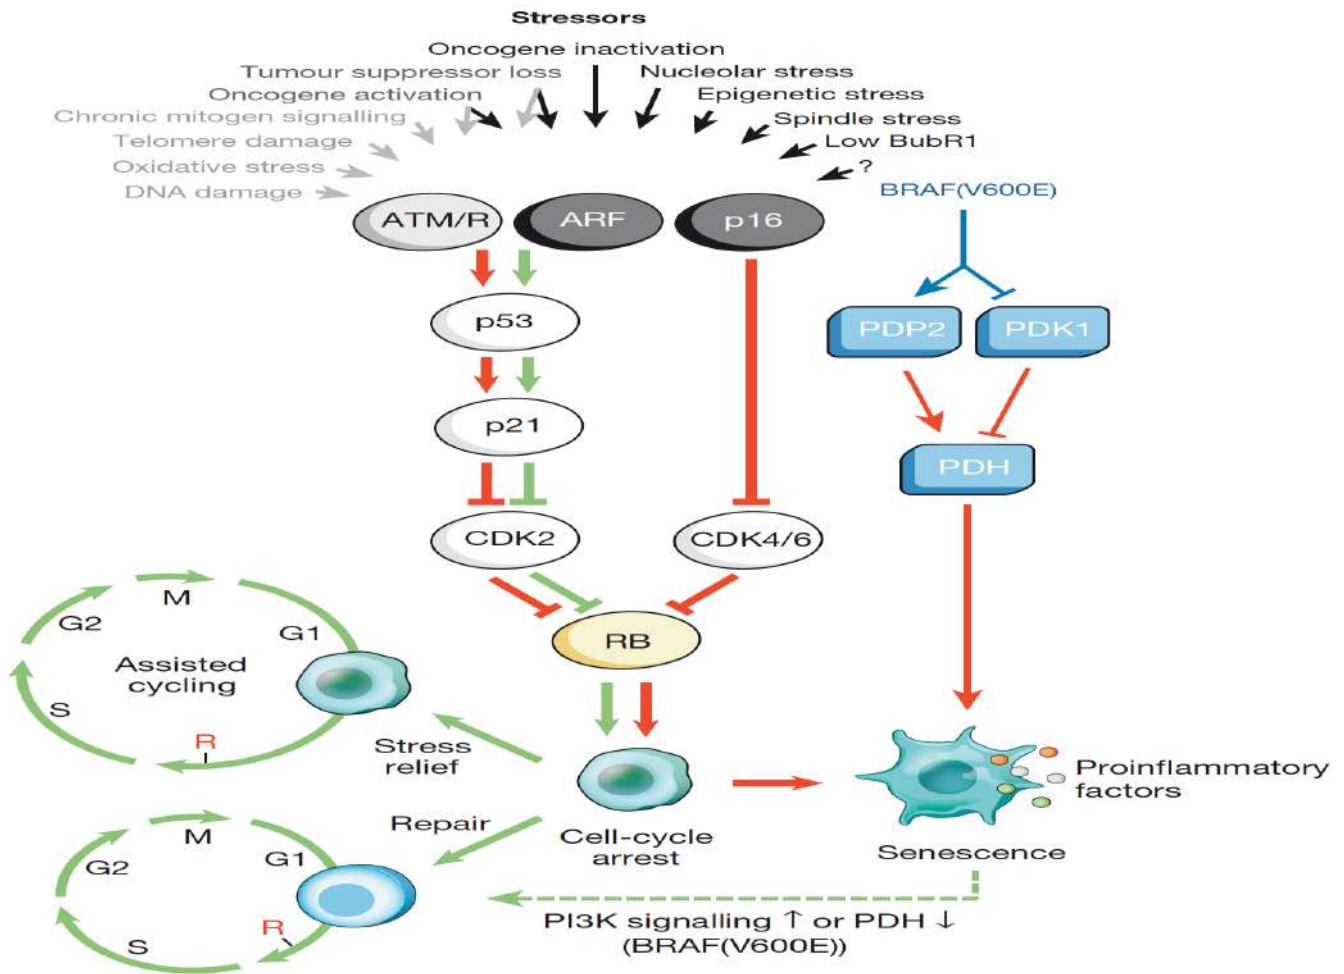 Stressors
Oncogene inactivation
Tumour suppressor loss
Nucleolar stress
Oncogene activation
Epigenetic stress
Chronic mitogen signalling
Spindle stress
Telomere damage
Low BubR1
Oxidative stress
?
DNA damage
BRAF(V600E)
ATM/R
ARF
p16
p53
PDP2
PDK1
p21
PDH
CDK2
CDK4/6
RB
M
G2
G1
Assisted
cycling
S
R
Stress
relief
Proinflammatory
factors
Repair
Cell-cycle
arrest
Senescence
M
G2
G1
R
S
PI3K signalling ↑ or PDH ↓
(BRAF(V600E))